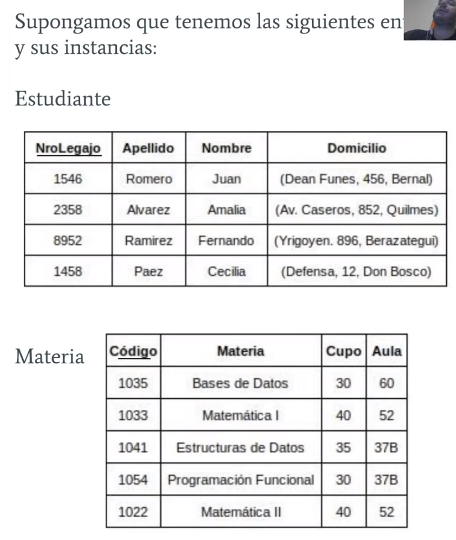 Supongamos que tenemos las siguientes
y sus instancias:
Estudiante
NroLegajo Apellido Nombre Domicilio
1546 Romero Juan (Dean Funes, 456, Bernal)
2358 Alvarez Amalia (Av. Caseros, 852, Quilmes)
8952 Ramirez Fernando (Yrigoyen. 896, Berazategui)
1458 Paez Cecilia (Defensa, 12, Don Bosco)
Materia
Código Materia Cupo Aula
1035 Bases de Datos 30 60
1033 Matemática I 40 52
1041 Estructuras de Datos 35 37B
1054 Programación Funcional 30 37B
1022 Matemática II 40 52